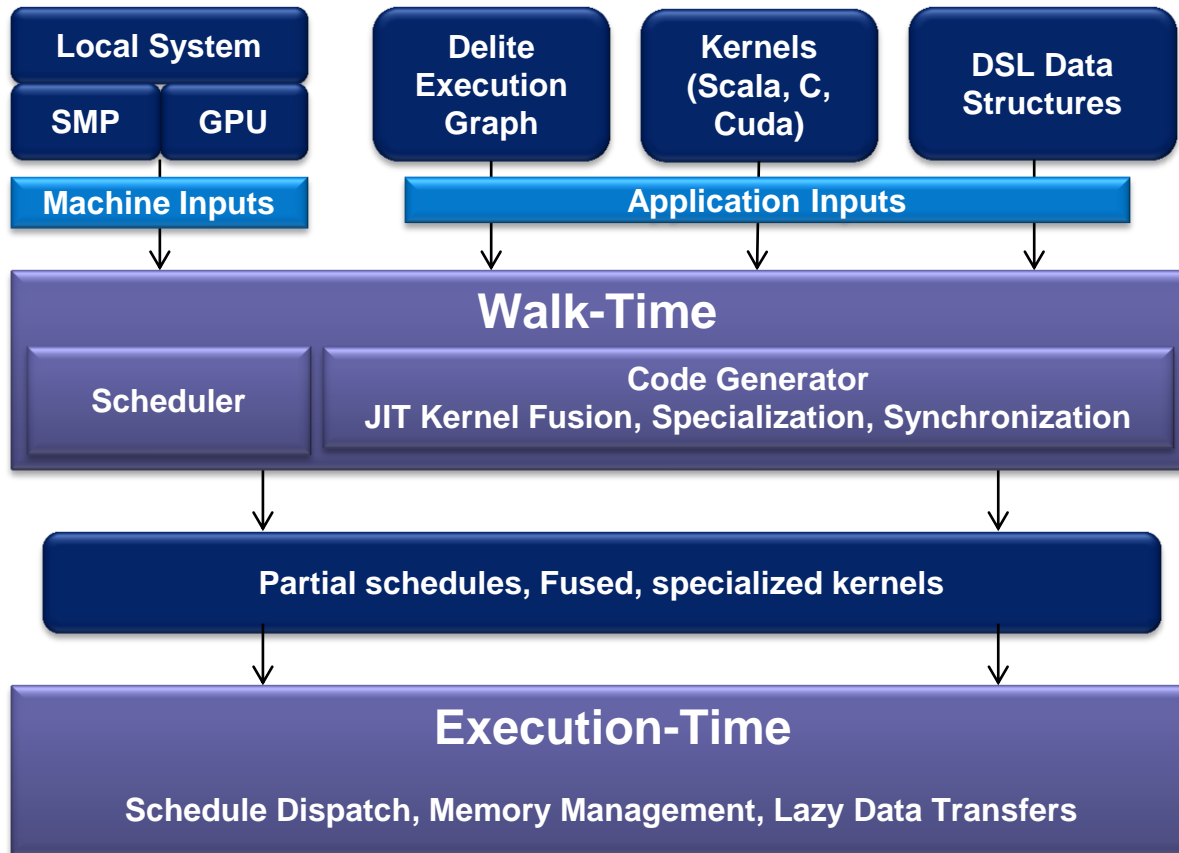 Local System
SMP
GPU
Machine Inputs
Delite
Execution
Graph
Kernels
(Scala, C,
Cuda)
DSL Data
Structures
Application Inputs
Walk-Time
Scheduler
Code Generator
JIT Kernel Fusion, Specialization, Synchronization
Partial schedules, Fused, specialized kernels
Execution-Time
Schedule Dispatch, Memory Management, Lazy Data Transfers